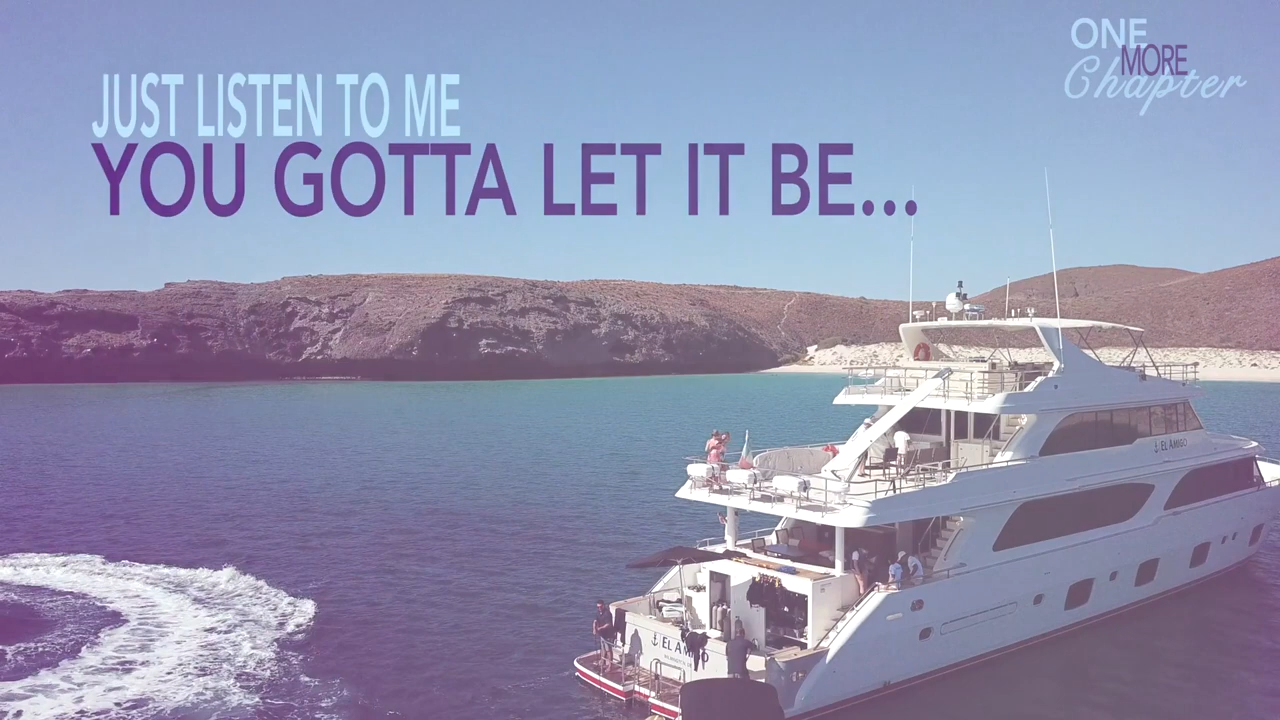 JUST LISTEN TO ME
YOU GOTTA LET IT BE...
ONE
MORE
Chapter
EL AMIGO
EL AMIGO